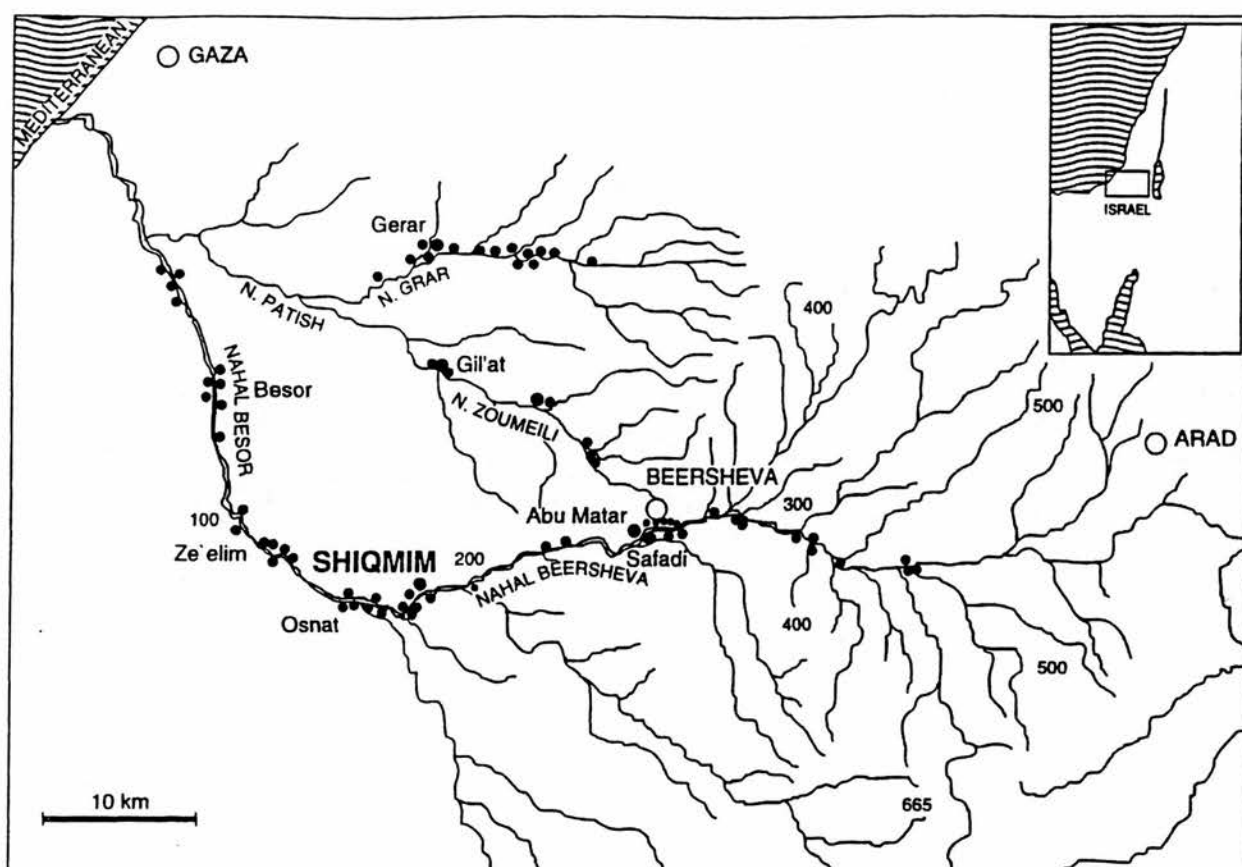 MEDITERRANEAN
GAZA
ISRAEL
Gerar
N. GRAR
N. PATISH
400
NAHAL BESOR
Besor
Gil'at
N. ZOUMEILI
500
ARAD
BEERSHEVA
100
Ze'elim
Abu Matar
300
SHIQMIM
200
NAHAL BEERSHEVA
Safadi
Osnat
400
500
10 km
665